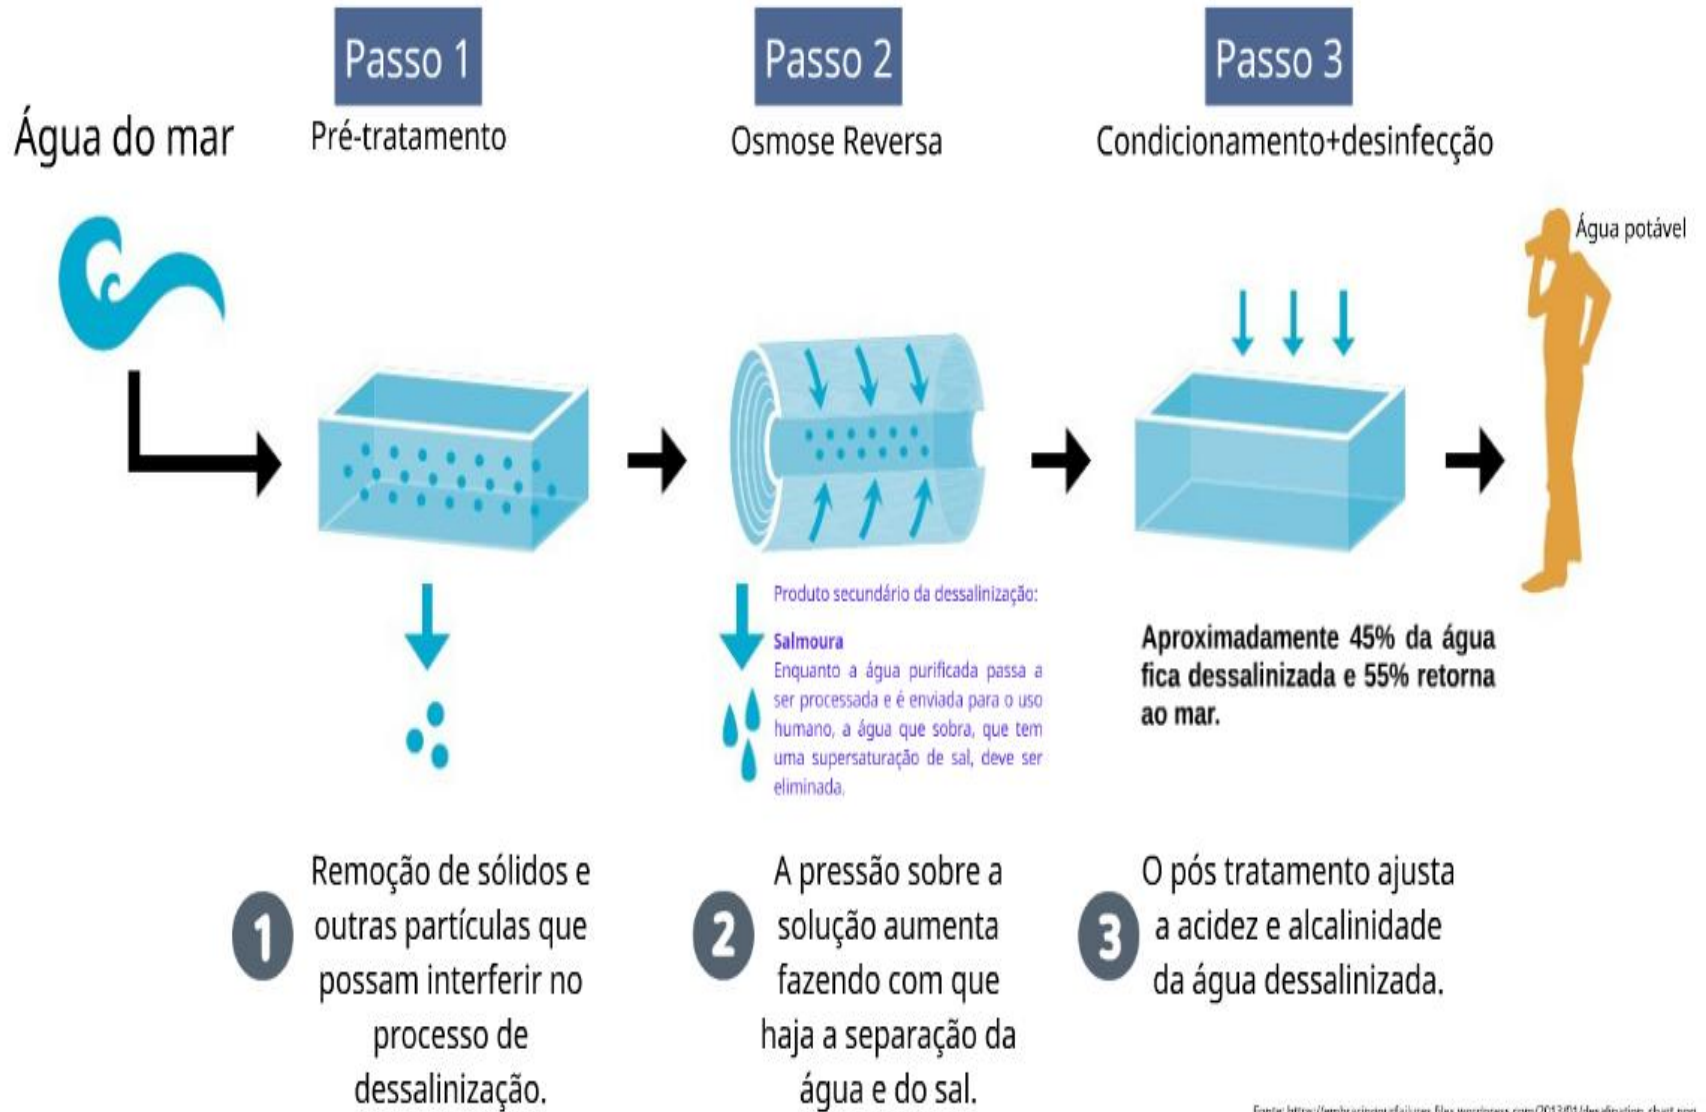 Passo 1
Passo 2
Passo 3
Água do mar
Pré-tratamento
Osmose Reversa
Condicionamento+desinfecção
Água potável
Produto secundário da dessalinização:
Salmoura
Enquanto a água purificada passa a
ser processada e é enviada para o uso
humano, a água que sobra, que tem
uma supersaturação de sal, deve ser
eliminada.
Aproximadamente 45% da água
fica dessalinizada e 55% retorna
ao mar.
1
Remoção de sólidos e
outras partículas que
possam interferir no
processo de
dessalinização.
2
A pressão sobre a
solução aumenta
fazendo com que
haja a separação da
água e do sal.
3
O pós tratamento ajusta
a acidez e alcalinidade
da água dessalinizada.